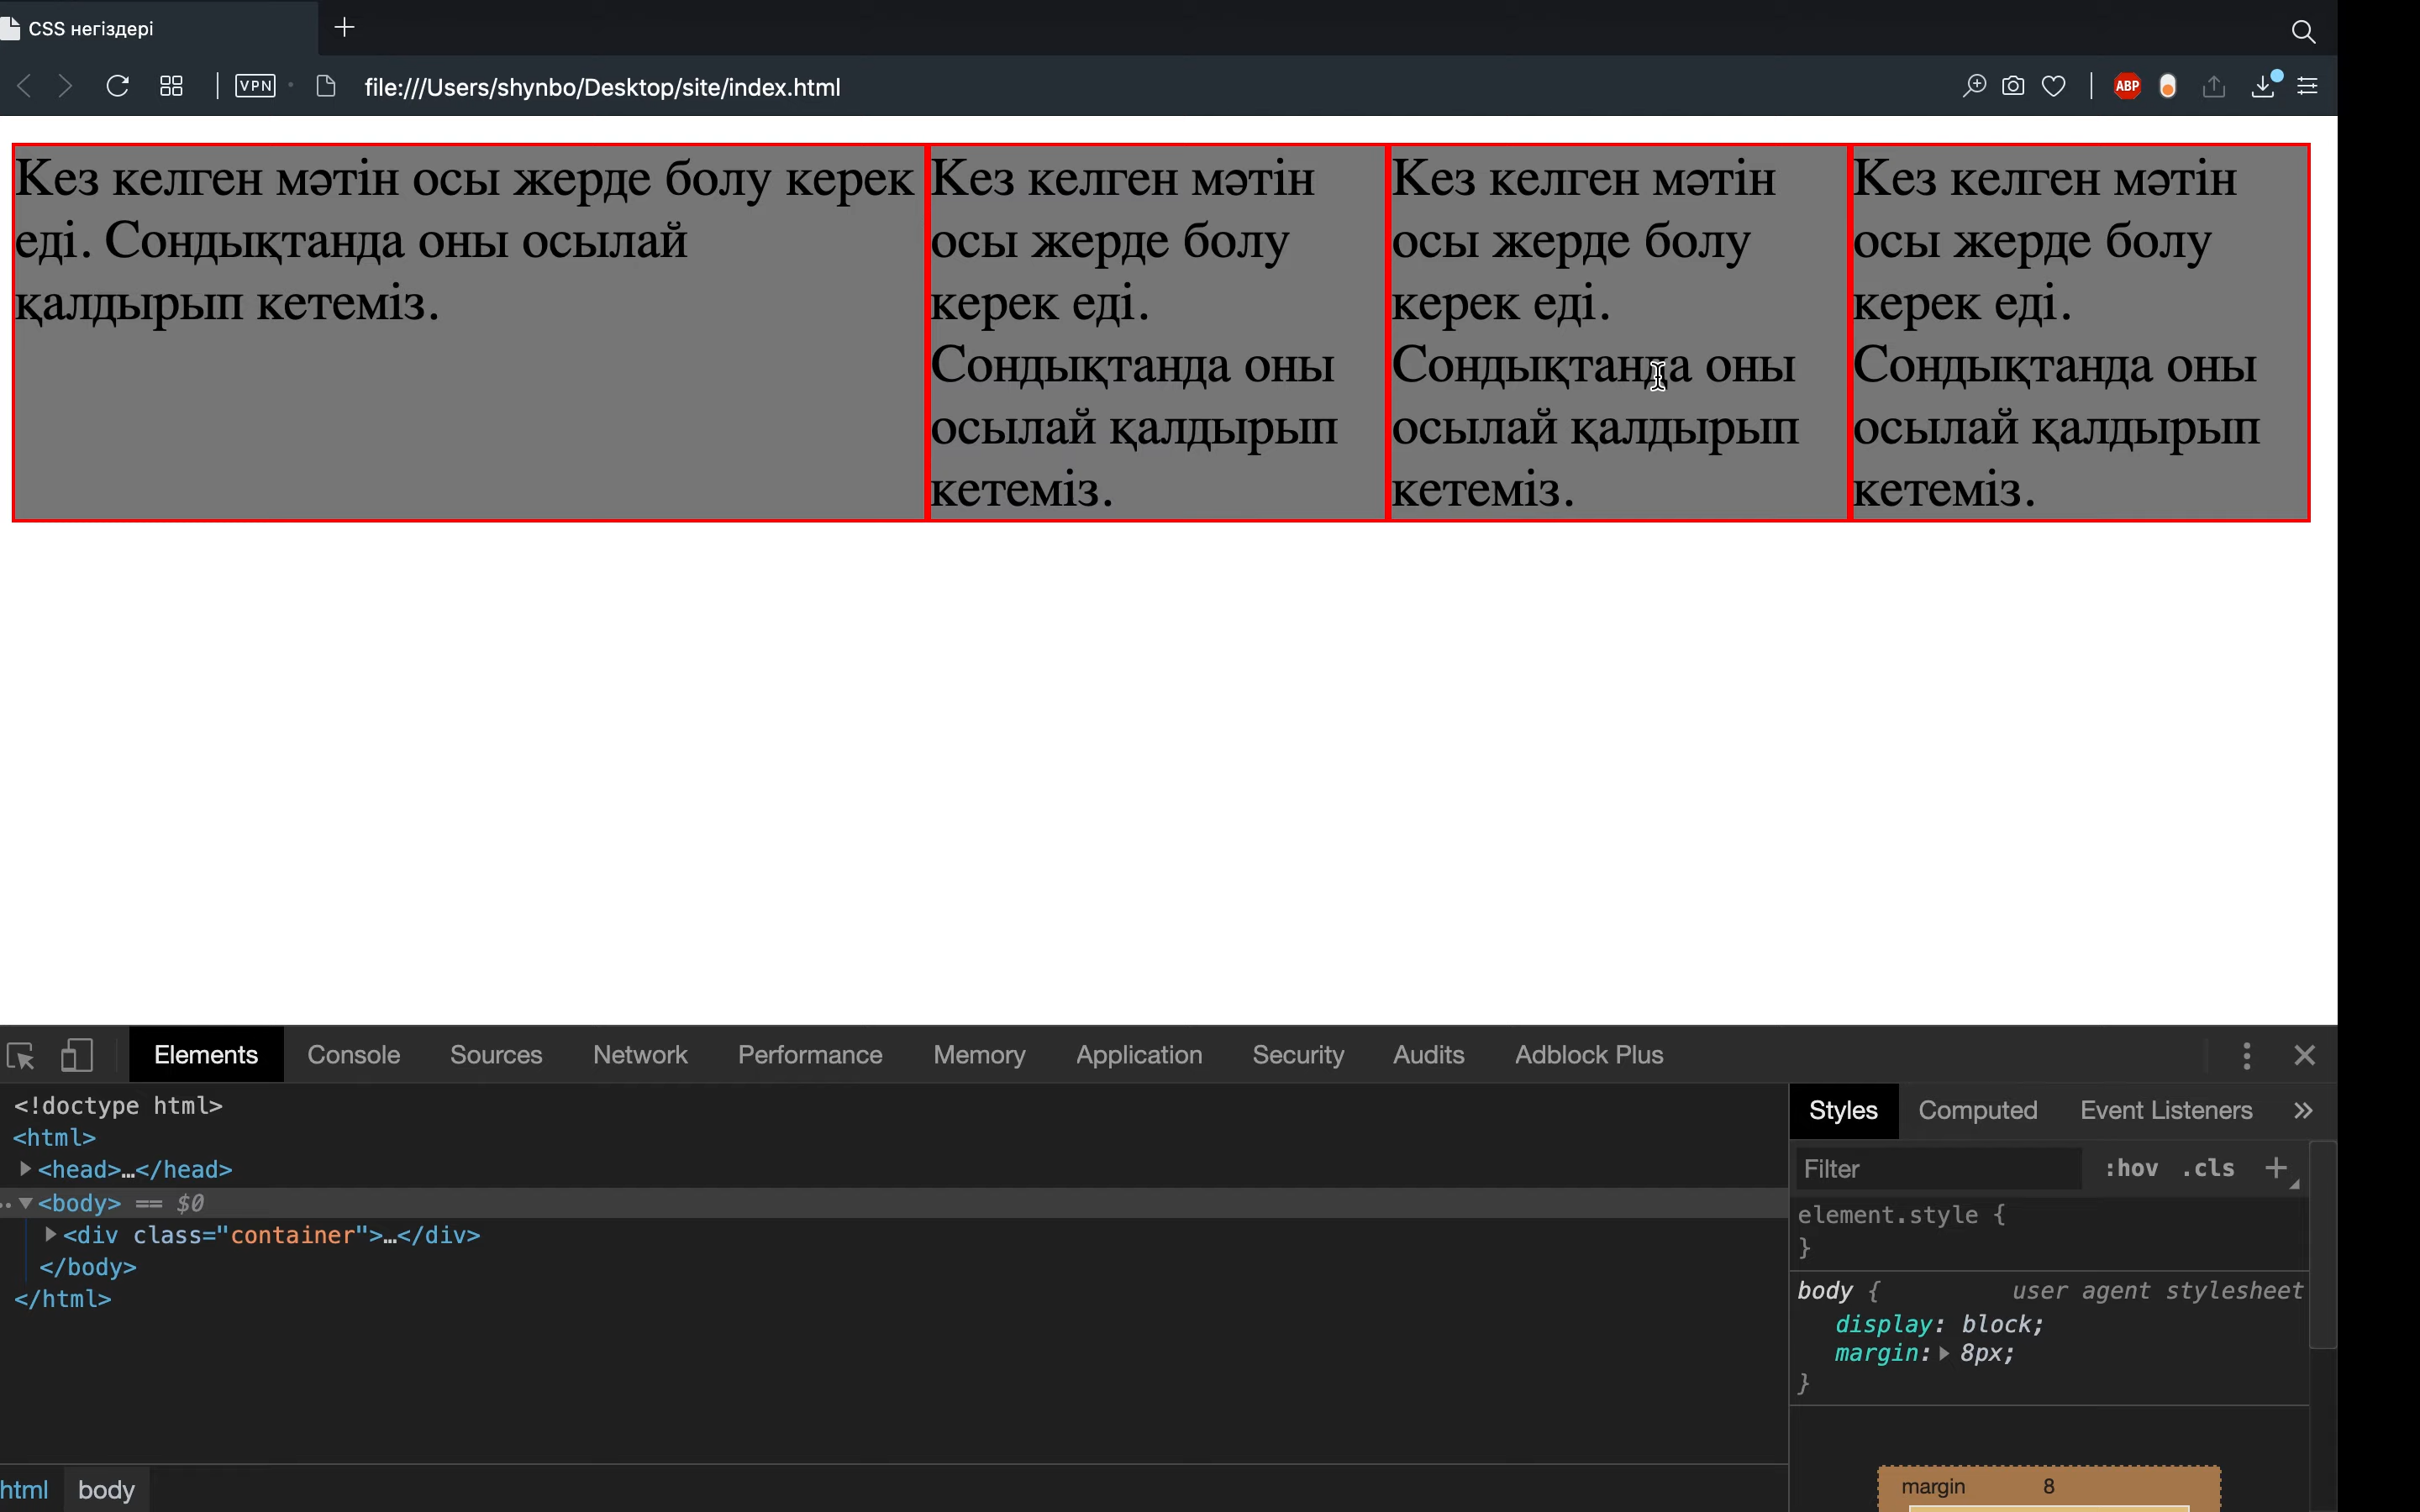 CSS негіздері
VPN
file:///Users/shynbo/Desktop/site/index.html
ABP
Кез келген мәтін осы жерде болу керек
еді. Сондықтанда оны осылай
қалдырып кетеміз.
Кез келген мәтін
осы жерде болу
керек еді.
Сондықтанда оны
осылай қалдырып
кетеміз.
Кез келген мәтін
осы жерде болу
керек еді.
Сондықтанда оны
осылай қалдырып
кетеміз.
Кез келген мәтін
осы жерде болу
керек еді.
Сондықтанда оны
осылай қалдырып
кетеміз.
Elements Console Sources Network Performance Memory Application Security Audits Adblock Plus
<!doctype html>
<html>
<head>…</head>
<body> == $0
<div class="container">…</div>
</body>
</html>
html body
Styles Computed Event Listeners »
Filter :hov .cls +
element.style {
}
body { user agent stylesheet
display: block;
margin: 8px;
}
margin 8